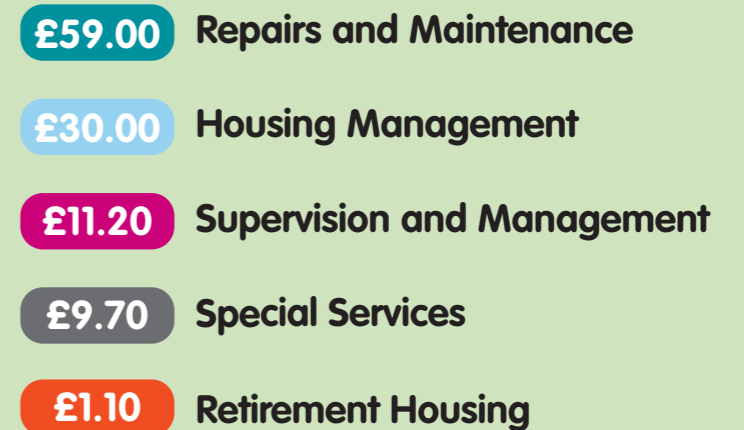 £59.00 Repairs and Maintenance
£30.00 Housing Management
£11.20 Supervision and Management
£9.70 Special Services
£1.10 Retirement Housing